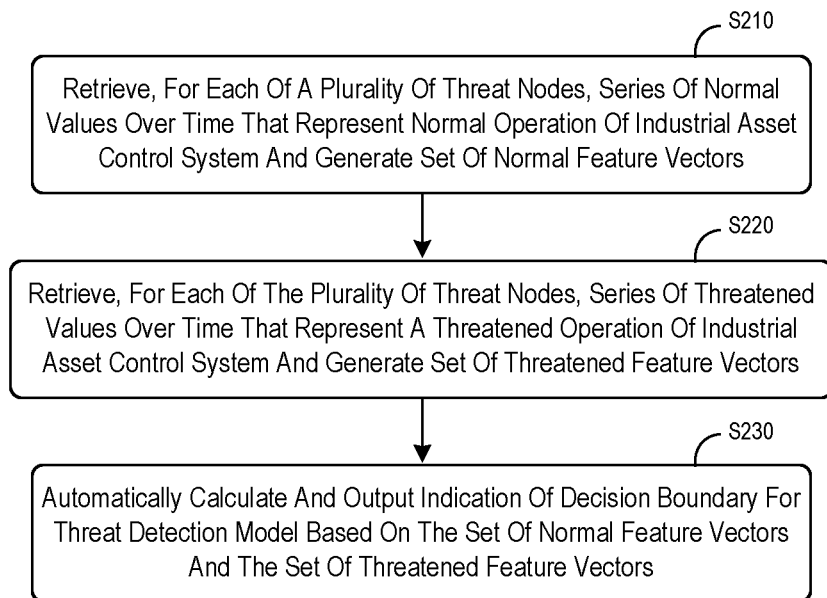 S210
Retrieve, For Each Of A Plurality Of Threat Nodes, Series Of Normal
Values Over Time That Represent Normal Operation Of Industrial Asset
Control System And Generate Set Of Normal Feature Vectors
S220
Retrieve, For Each Of The Plurality Of Threat Nodes, Series Of Threatened
Values Over Time That Represent A Threatened Operation Of Industrial
Asset Control System And Generate Set Of Threatened Feature Vectors
S230
Automatically Calculate And Output Indication Of Decision Boundary For
Threat Detection Model Based On The Set Of Normal Feature Vectors
And The Set Of Threatened Feature Vectors